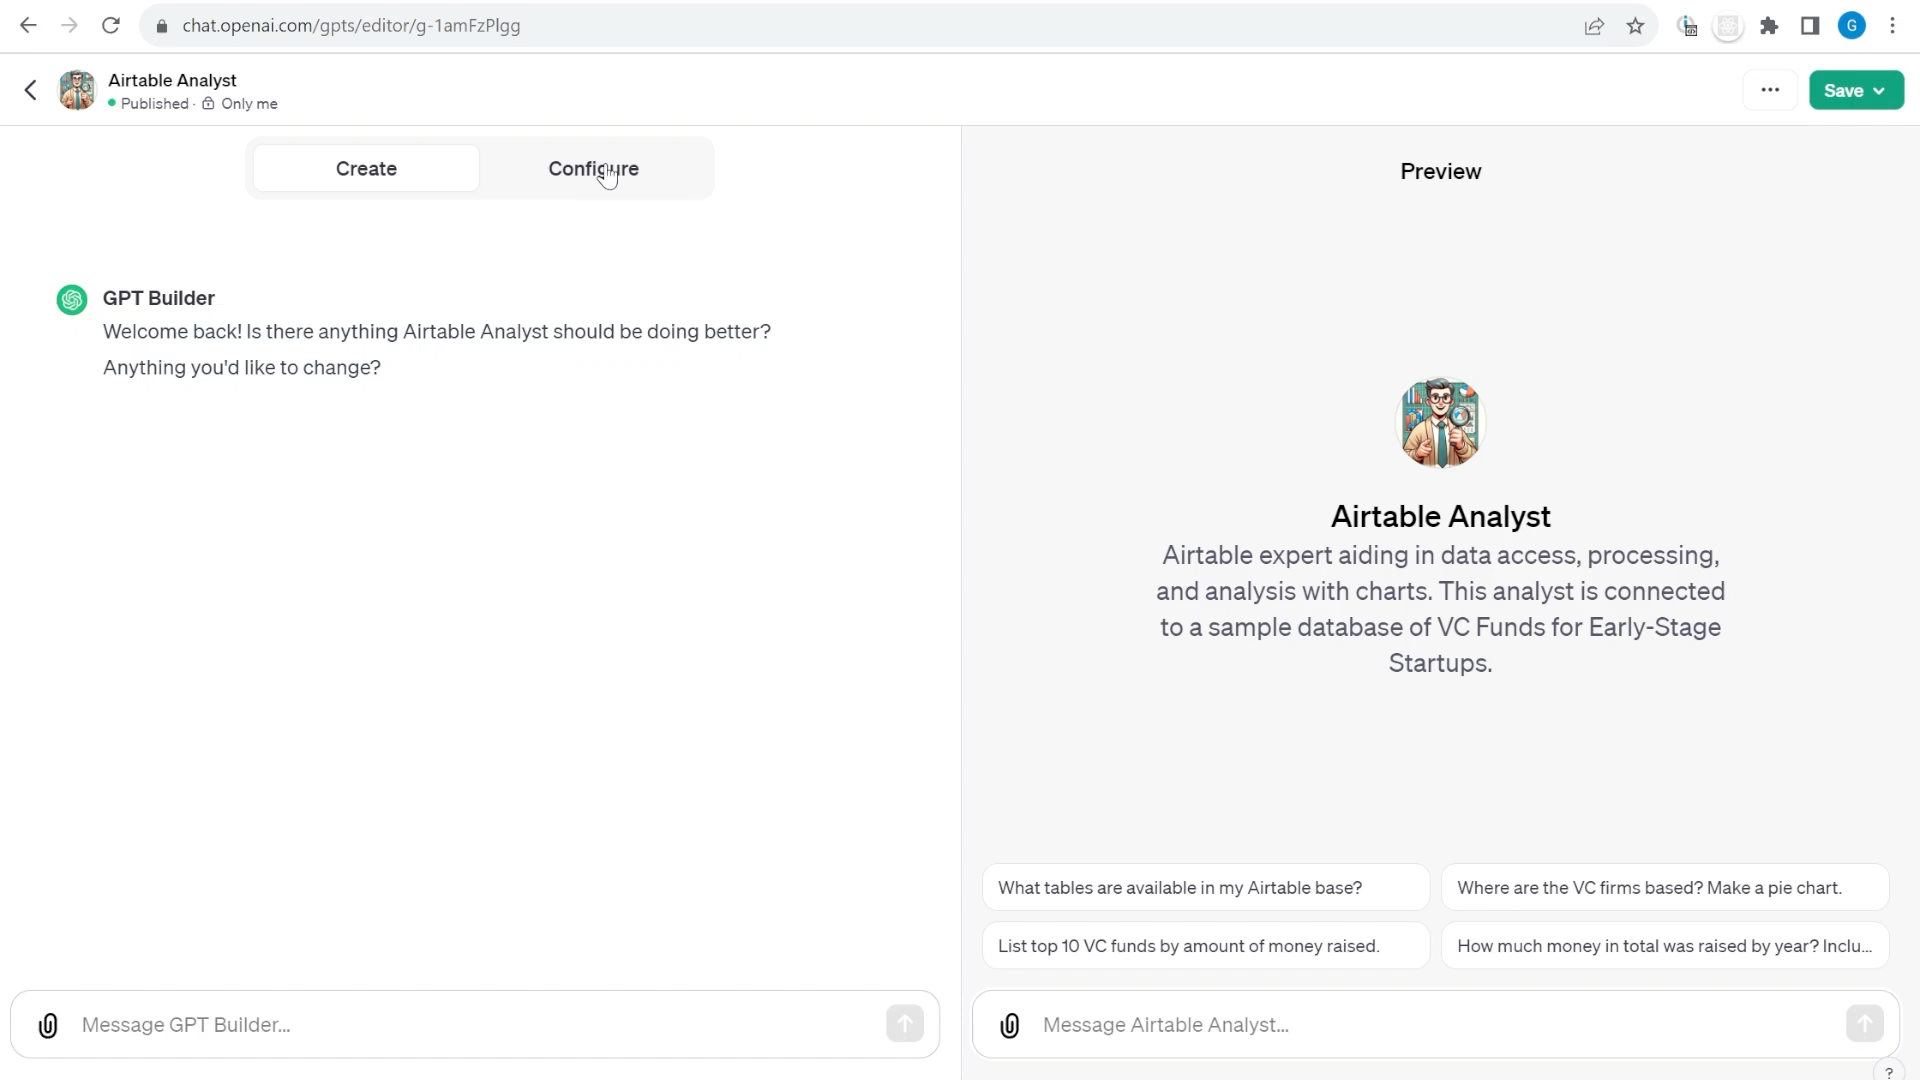 chat.openai.com/gpts/editor/g-1amFzPlgg
G
Airtable Analyst
Published · Only me
Save
Create
Configure
GPT Builder
Welcome back! Is there anything Airtable Analyst should be doing better?
Anything you'd like to change?
Message GPT Builder...
Preview
Airtable Analyst
Airtable expert aiding in data access, processing,
and analysis with charts. This analyst is connected
to a sample database of VC Funds for Early-Stage
Startups.
What tables are available in my Airtable base?
Where are the VC firms based? Make a pie chart.
List top 10 VC funds by amount of money raised.
How much money in total was raised by year? Inclu...
Message Airtable Analyst...
?